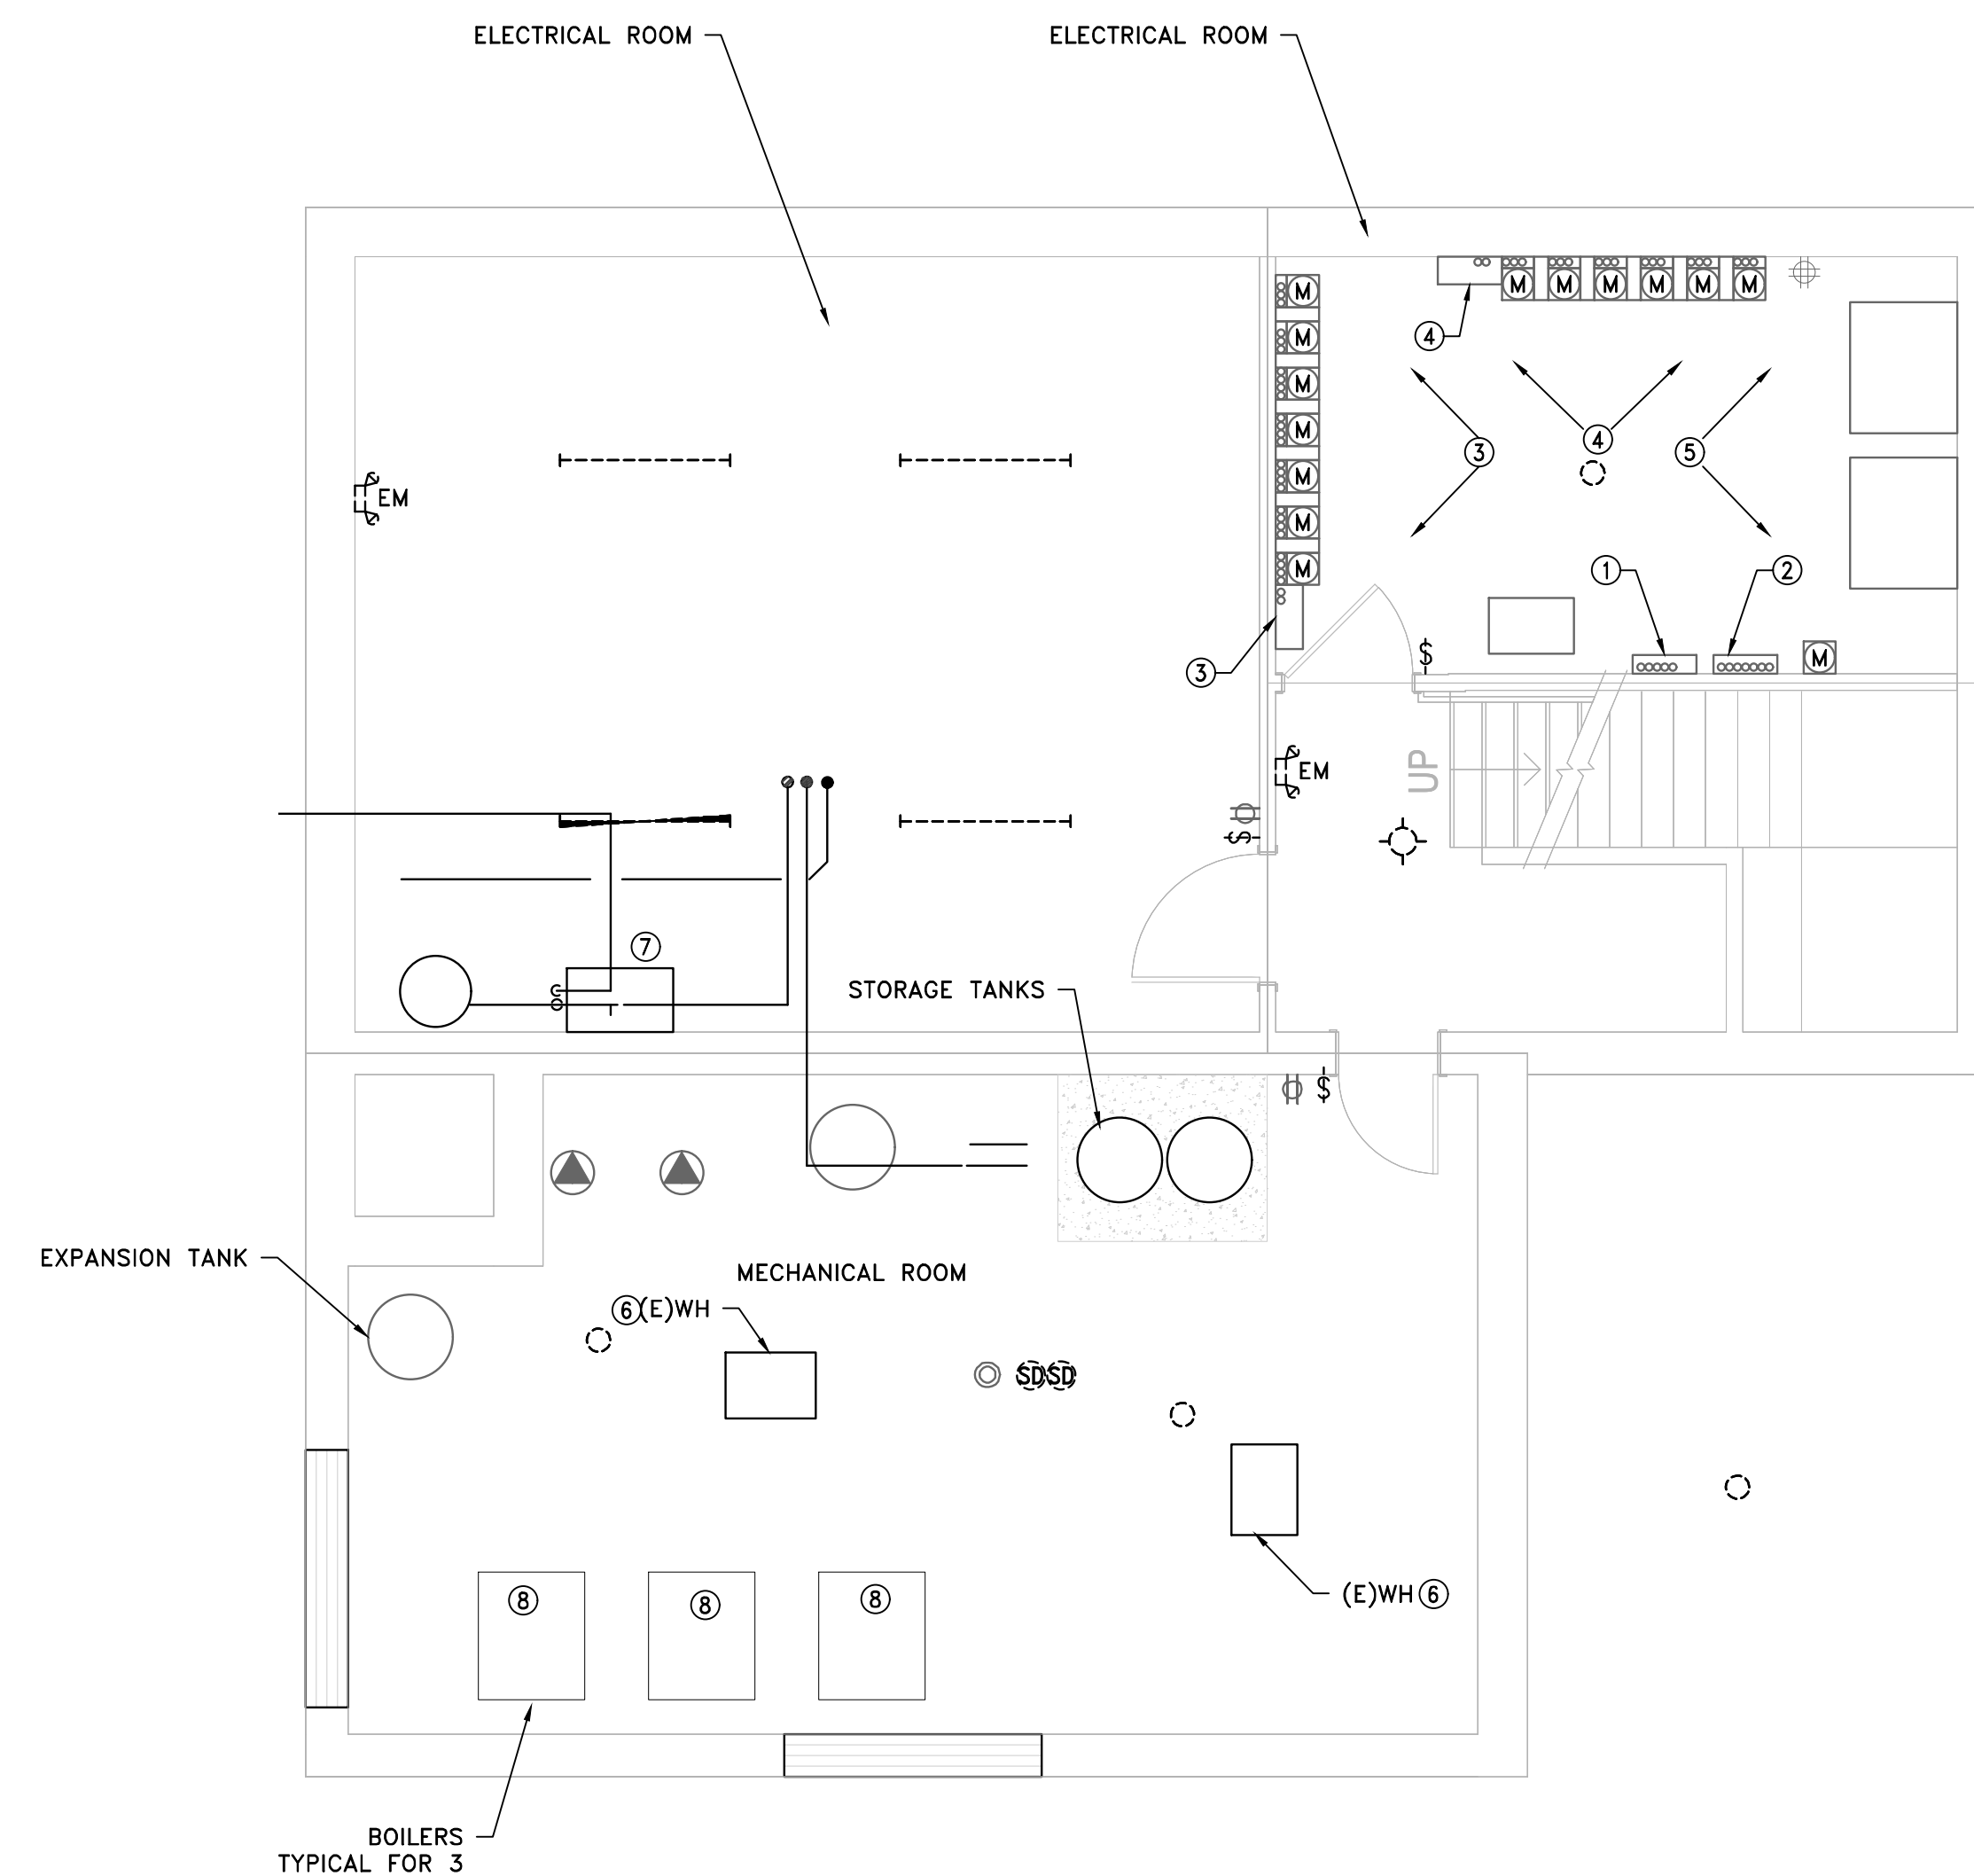 ELECTRICAL ROOM
ELECTRICAL ROOM
M M M M M M
M
M
M
M
M
M
M
4
3
4
5
EM
1
2
3
$
M
EM
UP
$
7
STORAGE TANKS
$
EXPANSION TANK
MECHANICAL ROOM
6 (E)WH
SD SD
(E)WH 6
8
8
8
BOILERS
TYPICAL FOR 3